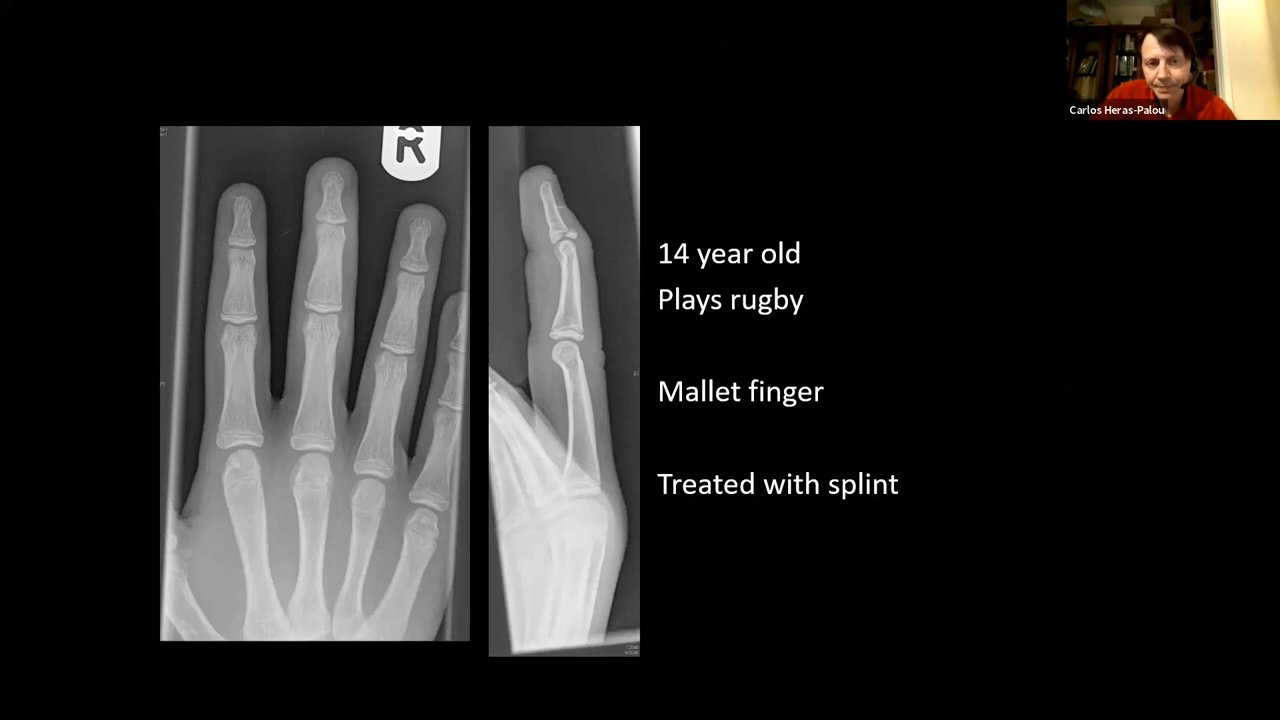 Carlos Heras-Palou
R
14 year old
Plays rugby
Mallet finger
Treated with splint